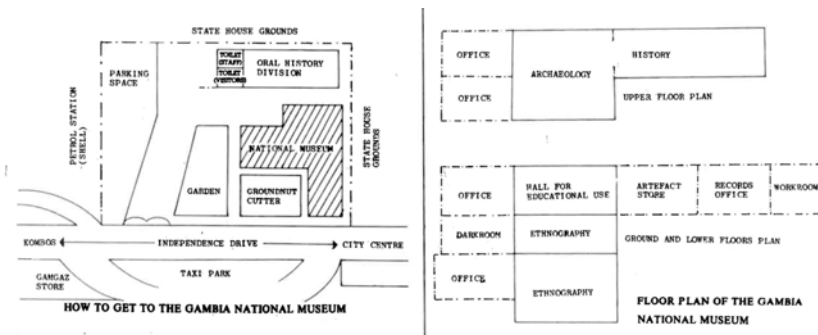 STATE HOUSE GROUNDS
PARKING
SPACE
TOILET
(STAFF)
TOILET
(VISITORS)
ORAL HISTORY
DIVISION
PETROL STATION
(SHELL)
STATE HOUSE
GROUNDS
NATIONAL MUSEUM
GARDEN
GROUNDNUT
CUTTER
KOMBOS
INDEPENDENCE DRIVE
CITY CENTRE
GAMGAZ
STORE
TAXI PARK
HOW TO GET TO THE GAMBIA NATIONAL MUSEUM
OFFICE
ARCHAEOLOGY
HISTORY
OFFICE
UPPER FLOOR PLAN
OFFICE
HALL FOR
EDUCATIONAL USE
ARTEFACT
STORE
RECORDS
OFFICE
WORKROOM
DARKROOM
ETHNOGRAPHY
GROUND AND LOWER FLOORS PLAN
OFFICE
ETHNOGRAPHY
FLOOR PLAN OF THE GAMBIA
NATIONAL MUSEUM